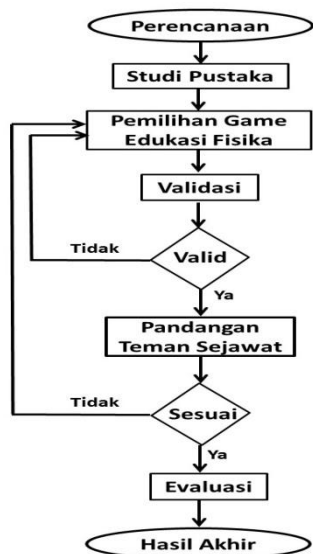 Perencanaan
Studi Pustaka
Pemilihan Game
Edukasi Fisika
Validasi
Tidak
Valid
Ya
Pandangan
Teman Sejawat
Tidak
Sesuai
Ya
Evaluasi
Hasil Akhir